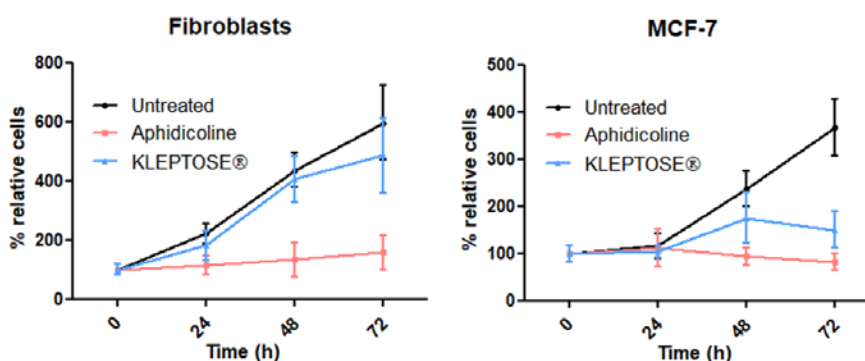 Fibroblasts
800
600
400
200
0
% relative cells
Untreated
Aphidicoline
KLEPTOSE®
0
24
48
72
Time (h)
MCF-7
500
400
300
200
100
0
% relative cells
Untreated
Aphidicoline
KLEPTOSE®
0
24
48
72
Time (h)